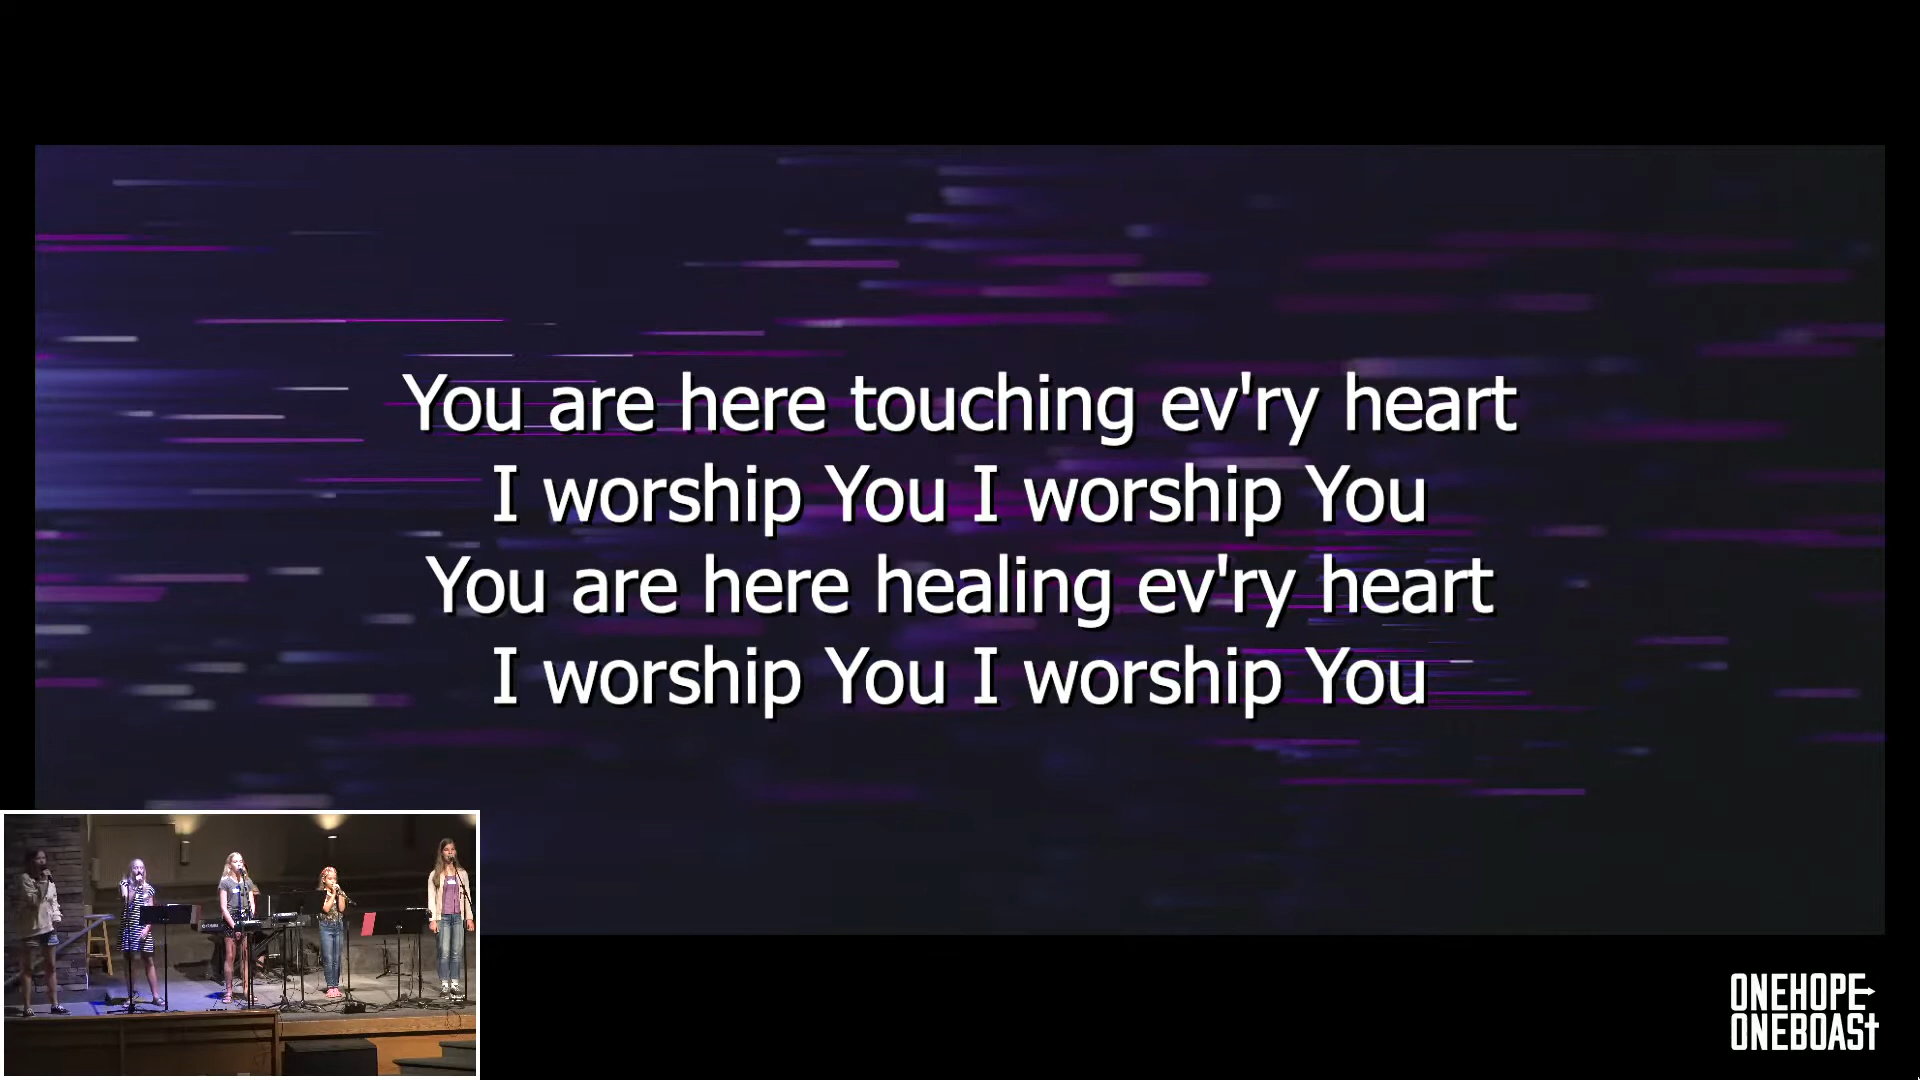 You are here touching ev'ry heart
I worship You I worship You
You are here healing ev'ry heart
I worship You I worship You
ONEHOPE
ONEBOAST